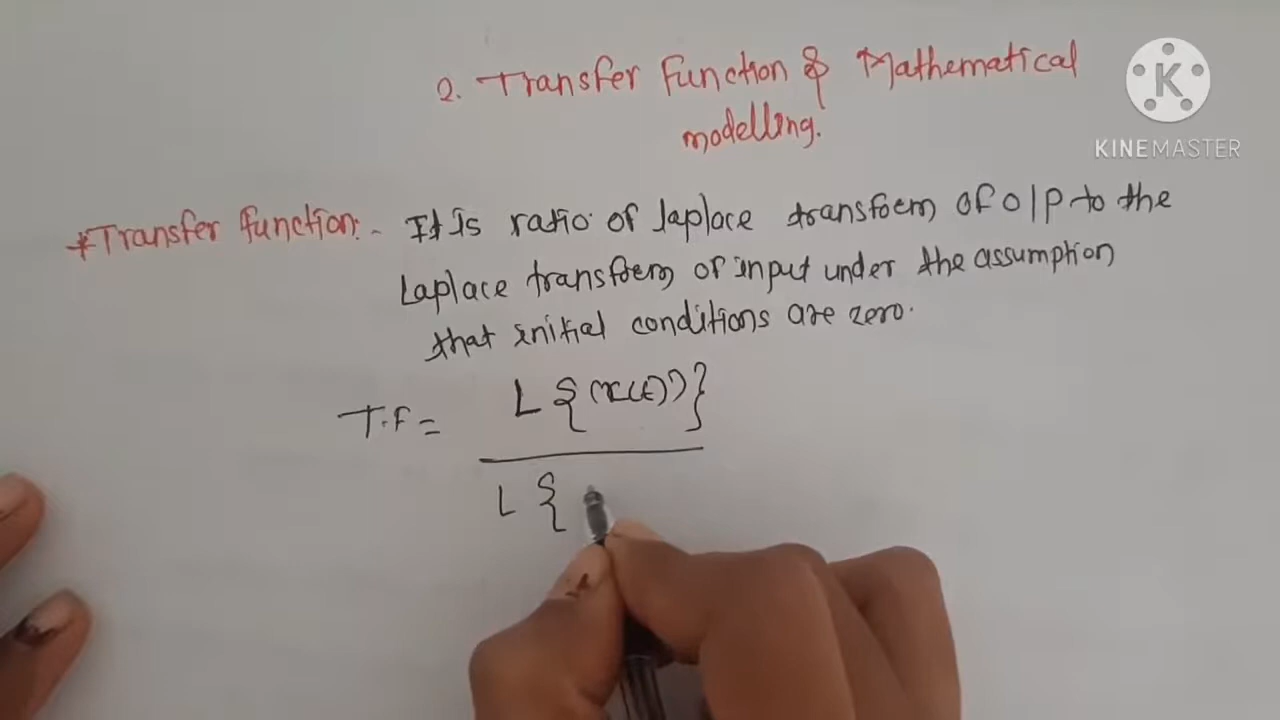 2. Transfer Function & Mathematical
modelling.
K
KINEMASTER
*Transfer function:- It is ratio of laplace transform of o/p to the
Laplace transform of input under the assumption
that initial conditions are zero.
T.F = L {(x(t))}
L {